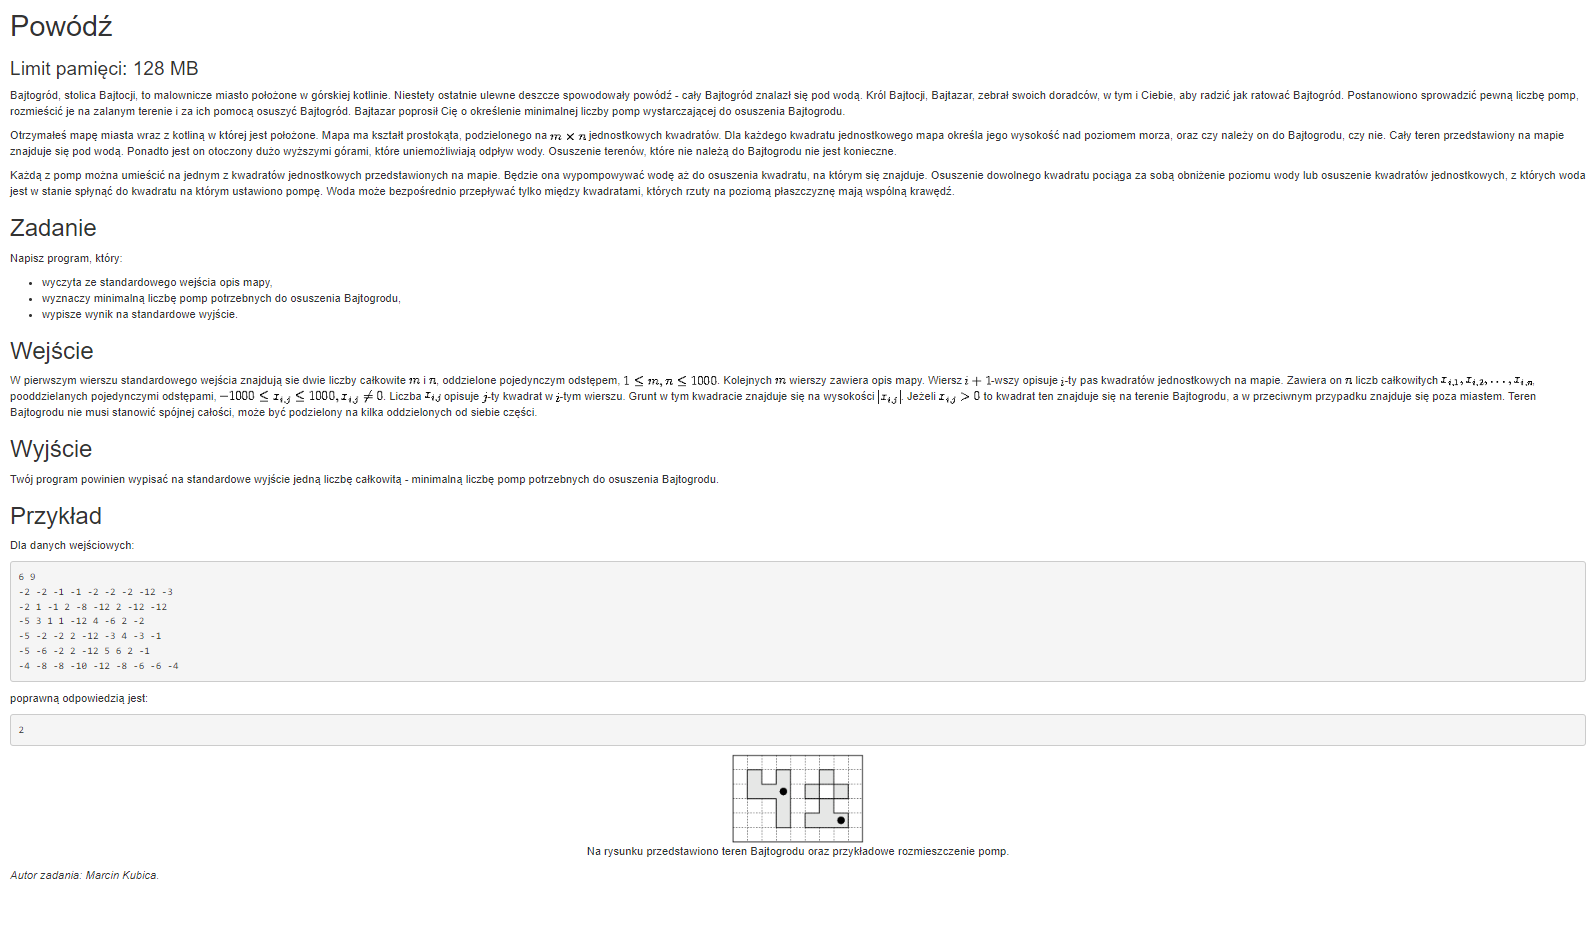 Powódź
Limit pamięci: 128 MB
Bajtogród, stolica Bajtocji, to malownicze miasto położone w górskiej kotlinie. Niestety ostatnie ulewne deszcze spowodowały powódź - cały Bajtogród znalazł się pod wodą. Król Bajtocji, Bajtazar, zebrał swoich doradców, w tym i Ciebie, aby radzić jak ratować Bajtogród. Postanowiono sprowadzić pewną liczbę pomp,
rozmieścić je na zalanym terenie i za ich pomocą osuszyć Bajtogród. Bajtazar poprosił Cię o określenie minimalnej liczby pomp wystarczającej do osuszenia Bajtogrodu.
Otrzymałeś mapę miasta wraz z kotliną w której jest położone. Mapa ma kształt prostokąta, podzielonego na m × n jednostkowych kwadratów. Dla każdego kwadratu jednostkowego mapa określa jego wysokość nad poziomem morza, oraz czy należy on do Bajtogrodu, czy nie. Cały teren przedstawiony na mapie
znajduje się pod wodą. Ponadto jest on otoczony dużo wyższymi górami, które uniemożliwiają odpływ wody. Osuszenie terenów, które nie należą do Bajtogrodu nie jest konieczne.
Każdą z pomp można umieścić na jednym z kwadratów jednostkowych przedstawionych na mapie. Będzie ona wypompowywać wodę aż do osuszenia kwadratu, na którym się znajduje. Osuszenie dowolnego kwadratu pociąga za sobą obniżenie poziomu wody lub osuszenie kwadratów jednostkowych, z których woda
jest w stanie spłynąć do kwadratu na którym ustawiono pompę. Woda może bezpośrednio przepływać tylko między kwadratami, których rzuty na poziomą płaszczyznę mają wspólną krawędź.
Zadanie
Napisz program, który:
• wyczyta ze standardowego wejścia opis mapy,
• wyznaczy minimalną liczbę pomp potrzebnych do osuszenia Bajtogrodu,
• wypisze wynik na standardowe wyjście.
Wejście
W pierwszym wierszu standardowego wejścia znajdują sie dwie liczby całkowite m i n, oddzielone pojedynczym odstępem, 1 ≤ m, n ≤ 1000. Kolejnych m wierszy zawiera opis mapy. Wiersz i + 1-wszy opisuje i-ty pas kwadratów jednostkowych na mapie. Zawiera on n liczb całkowitych x_{i,1}, x_{i,2}, ..., x_{i,n},
pooddzielanych pojedynczymi odstępami, −1000 ≤ x_{i,j} ≤ 1000, x_{i,j} ≠ 0. Liczba x_{i,j} opisuje j-ty kwadrat w i-tym wierszu. Grunt w tym kwadracie znajduje się na wysokości |x_{i,j}|. Jeżeli x_{i,j} > 0 to kwadrat ten znajduje się na terenie Bajtogrodu, a w przeciwnym przypadku znajduje się poza miastem. Teren
Bajtogrodu nie musi stanowić spójnej całości, może być podzielony na kilka oddzielonych od siebie części.
Wyjście
Twój program powinien wypisać na standardowe wyjście jedną liczbę całkowitą - minimalną liczbę pomp potrzebnych do osuszenia Bajtogrodu.
Przykład
Dla danych wejściowych:
6 9
-2 -2 -1 -1 -2 -2 -2 -12 -3
-2 1 -1 2 -8 -12 2 -12 -12
-5 3 1 1 -12 4 -6 2 -2
-5 -2 -2 2 -12 -3 4 -3 -1
-5 -6 -2 2 -12 5 6 2 -1
-4 -8 -8 -10 -12 -8 -6 -6 -4
poprawną odpowiedzią jest:
2
Na rysunku przedstawiono teren Bajtogrodu oraz przykładowe rozmieszczenie pomp.
Autor zadania: Marcin Kubica.